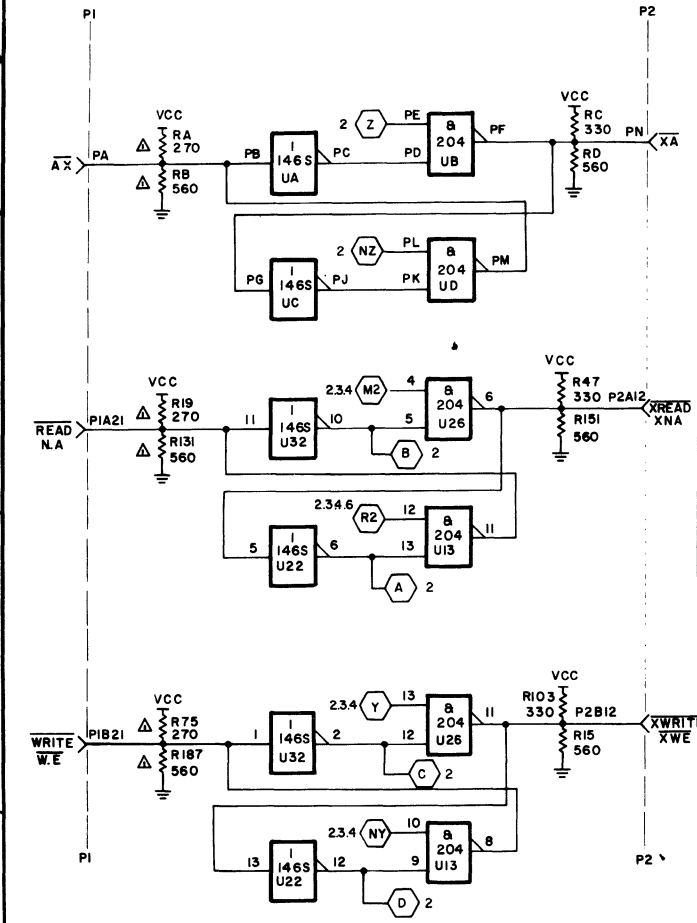 P1
P2
VCC
RA
270
RB
560
AX
PA
PB
1
146S
UA
PC
2
Z
PE
PD
&
204
UB
PF
VCC
RC
330
RD
560
PN
XA
PG
1
146S
UC
PJ
2
NZ
PL
PK
&
204
UD
PM
VCC
R19
270
R131
560
READ
N.A
P1A21
11
1
146S
U32
10
2.3.4
M2
4
5
&
204
U26
6
B
2
VCC
R47
330
R151
560
P2A12
XREAD
XNA
5
1
146S
U22
6
2.3.4.6
R2
12
13
&
204
U13
11
A
2
VCC
R75
270
R187
560
WRITE
W.E
P1B21
1
1
146S
U32
2
2.3.4
Y
13
12
&
204
U26
11
C
2
VCC
R103
330
R15
560
P2B12
XWRIT
XWE
13
1
146S
U22
12
2.3.4
NY
10
9
&
204
U13
8
D
2
P1
P2